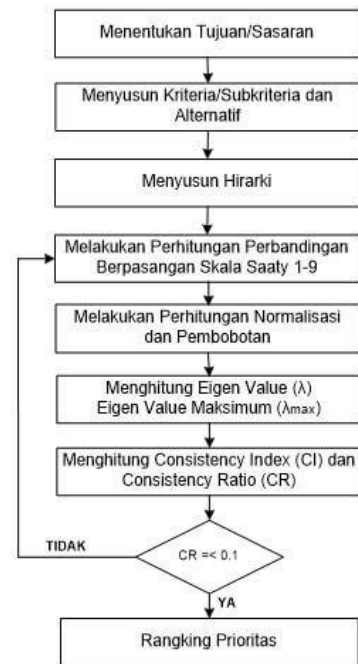 Menentukan Tujuan/Sasaran
Menyusun Kriteria/Subkriteria dan
Alternatif
Menyusun Hirarki
Melakukan Perhitungan Perbandingan
Berpasangan Skala Saaty 1-9
Melakukan Perhitungan Normalisasi
dan Pembobotan
Menghitung Eigen Value (λ)
Eigen Value Maksimum (λmax)
Menghitung Consistency Index (CI) dan
Consistency Ratio (CR)
TIDAK
CR =< 0.1
YA
Rangking Prioritas